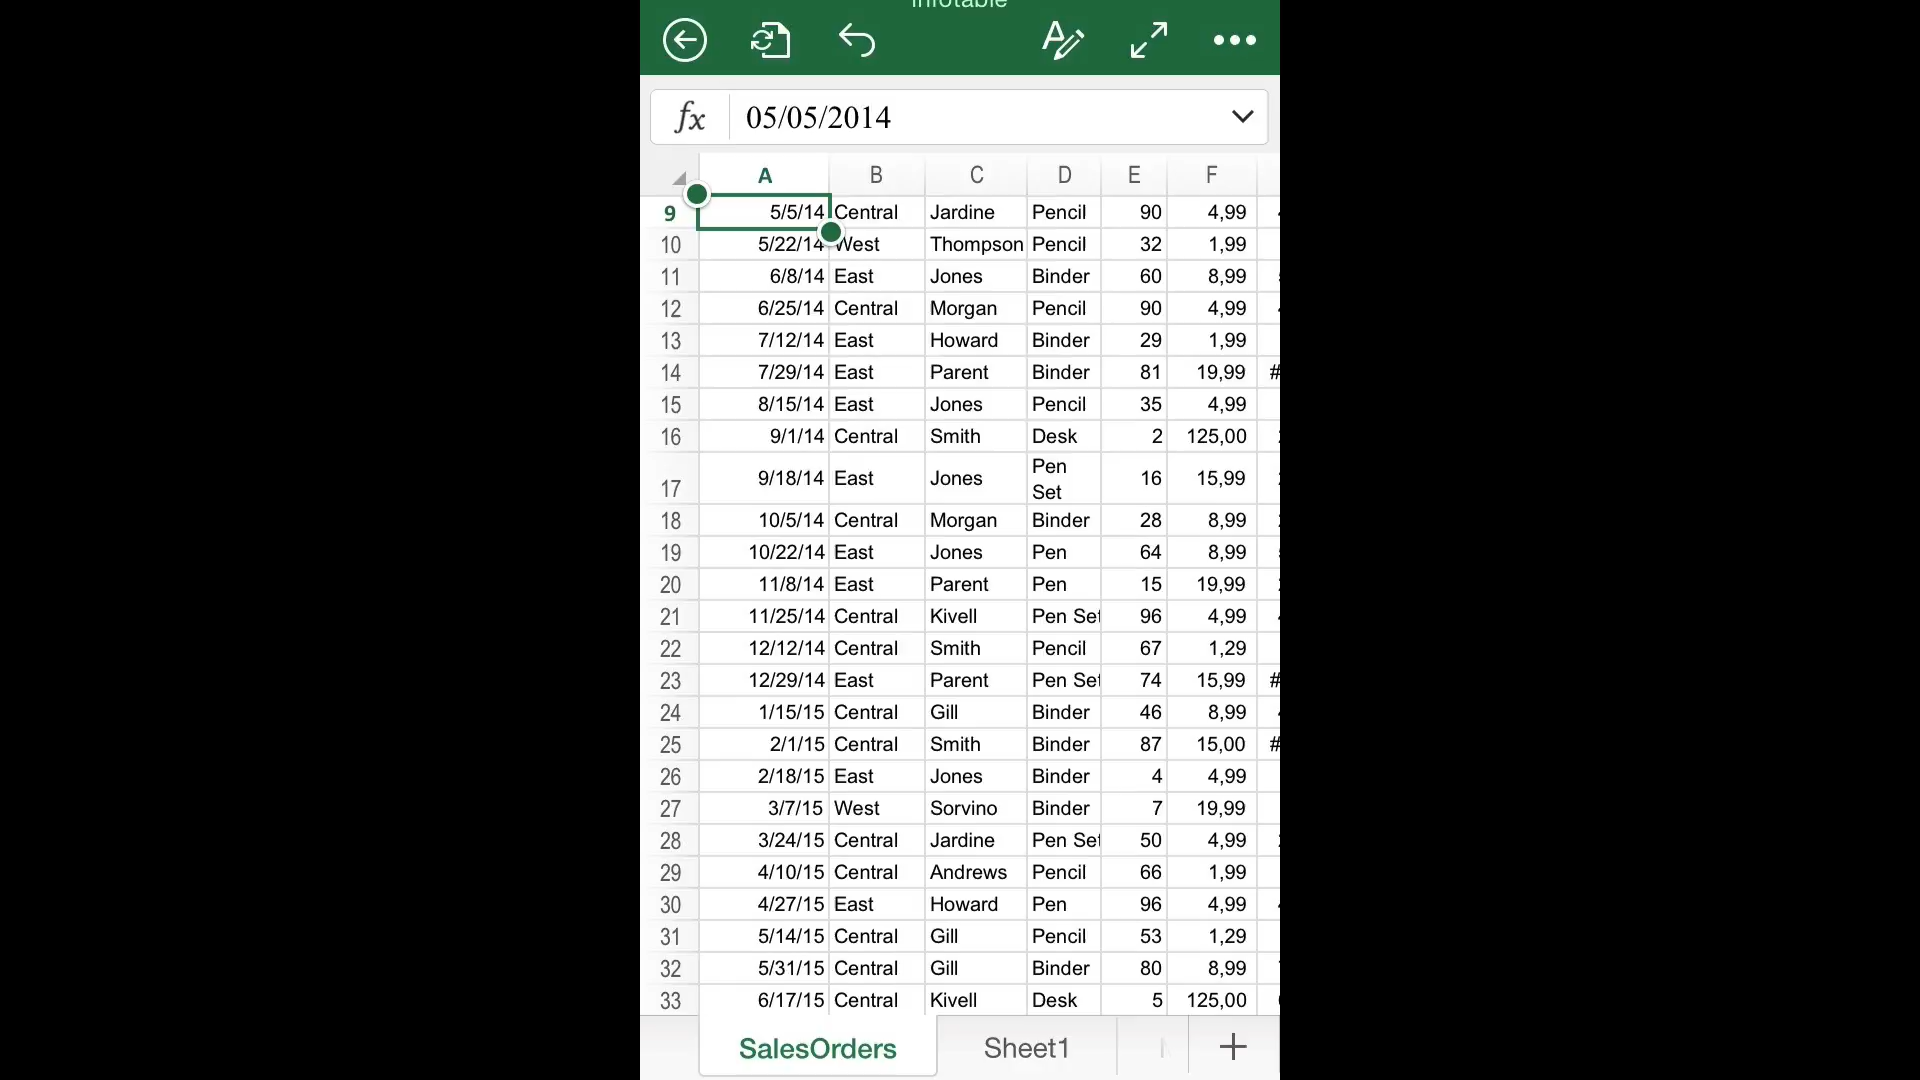 infotable
fx 05/05/2014
A B C D E F
9 5/5/14 Central Jardine Pencil 90 4,99
10 5/22/14 West Thompson Pencil 32 1,99
11 6/8/14 East Jones Binder 60 8,99
12 6/25/14 Central Morgan Pencil 90 4,99
13 7/12/14 East Howard Binder 29 1,99
14 7/29/14 East Parent Binder 81 19,99 #
15 8/15/14 East Jones Pencil 35 4,99
16 9/1/14 Central Smith Desk 2 125,00
17 9/18/14 East Jones Pen Set 16 15,99
18 10/5/14 Central Morgan Binder 28 8,99
19 10/22/14 East Jones Pen 64 8,99
20 11/8/14 East Parent Pen 15 19,99
21 11/25/14 Central Kivell Pen Set 96 4,99
22 12/12/14 Central Smith Pencil 67 1,29
23 12/29/14 East Parent Pen Set 74 15,99 #
24 1/15/15 Central Gill Binder 46 8,99
25 2/1/15 Central Smith Binder 87 15,00 #
26 2/18/15 East Jones Binder 4 4,99
27 3/7/15 West Sorvino Binder 7 19,99
28 3/24/15 Central Jardine Pen Set 50 4,99
29 4/10/15 Central Andrews Pencil 66 1,99
30 4/27/15 East Howard Pen 96 4,99
31 5/14/15 Central Gill Pencil 53 1,29
32 5/31/15 Central Gill Binder 80 8,99
33 6/17/15 Central Kivell Desk 5 125,00
SalesOrders Sheet1